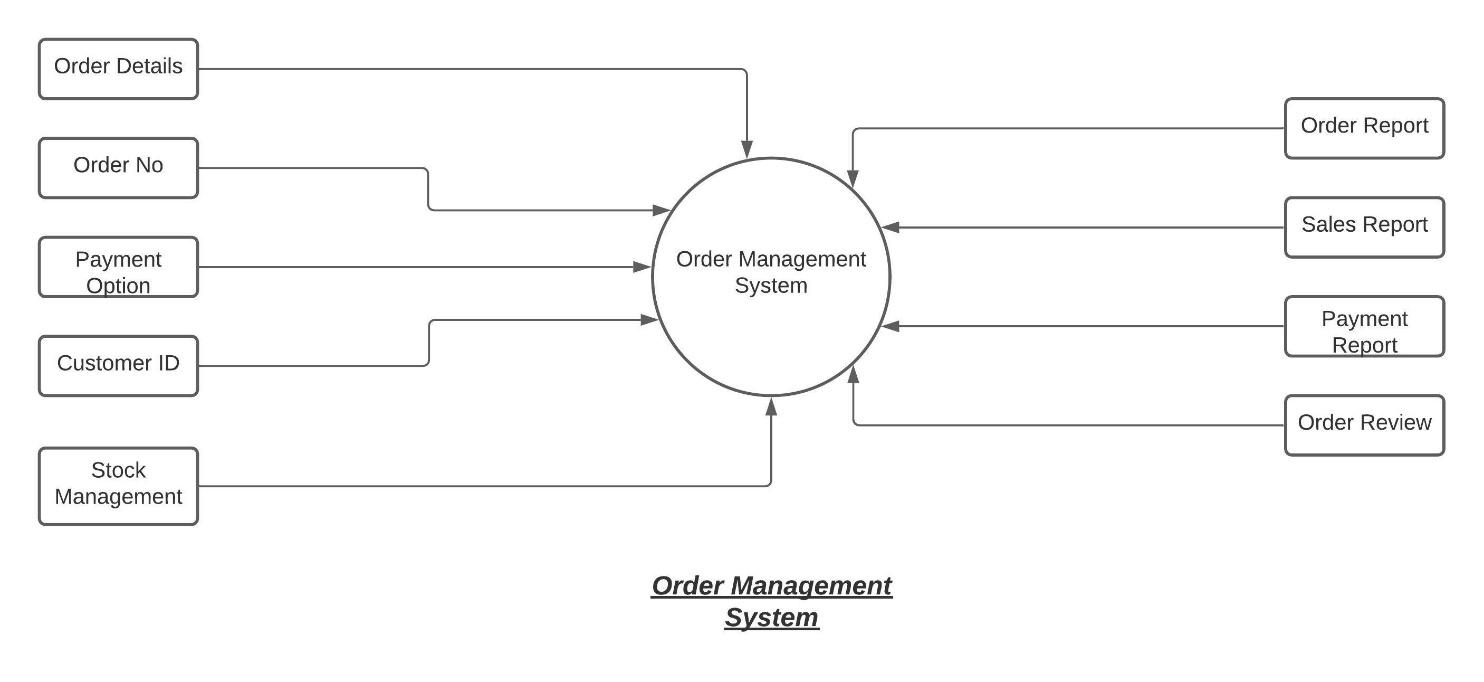 Order Details
Order No
Payment
Option
Customer ID
Stock
Management
Order Management
System
Order Report
Sales Report
Payment
Report
Order Review
Order Management
System